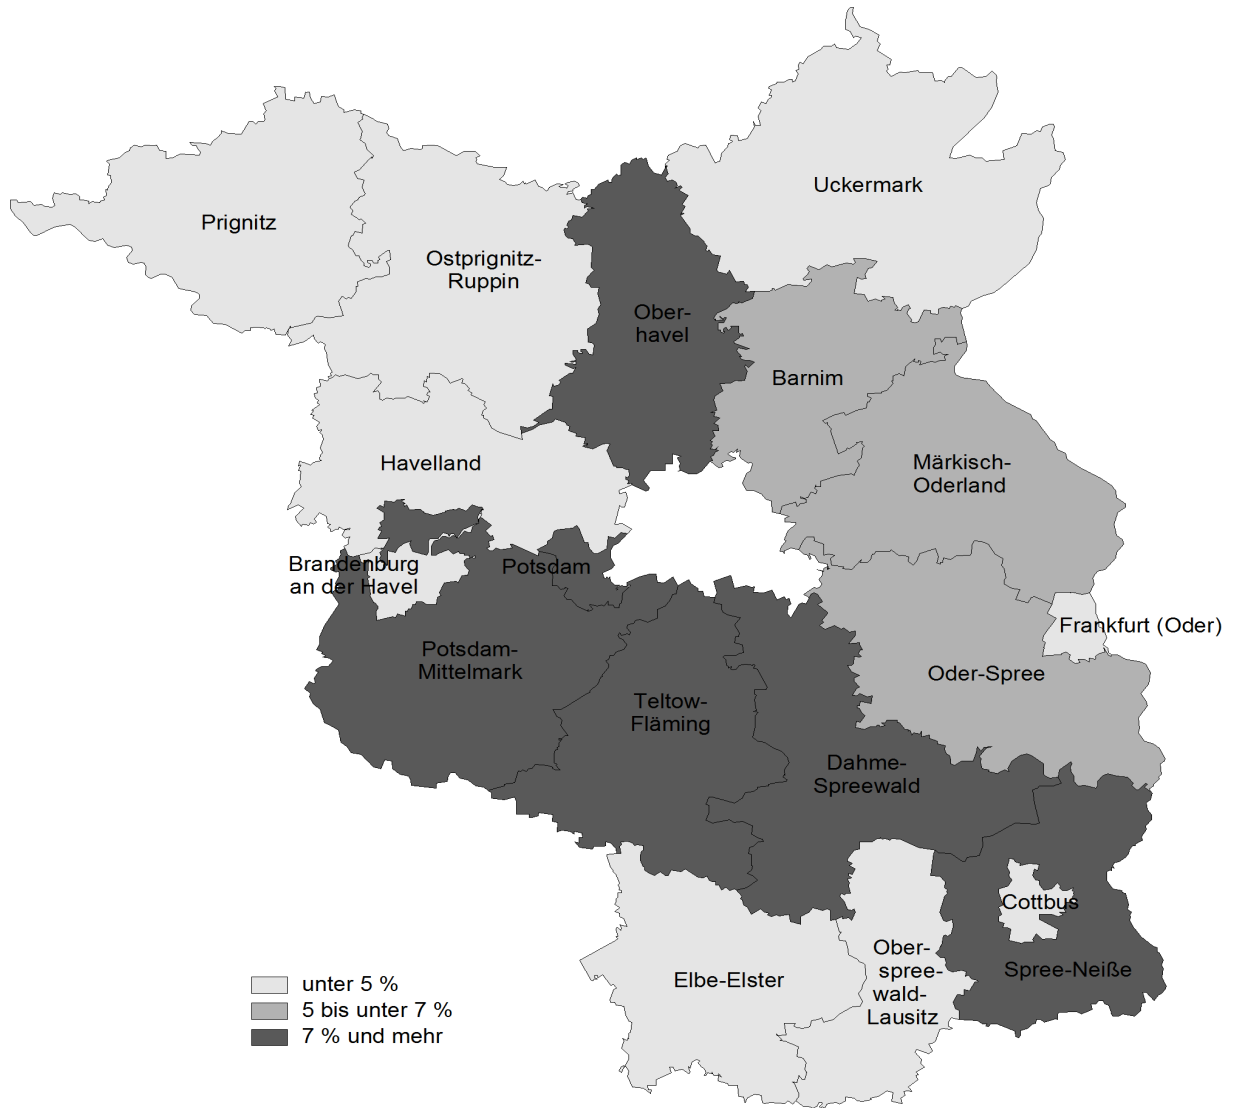 Uckermark
Prignitz
Ostprignitz-
Ruppin
Ober-
havel
Barnim
Havelland
Märkisch-
Oderland
Brandenburg
an der Havel
Potsdam
Frankfurt (Oder)
Potsdam-
Mittelmark
Oder-Spree
Teltow-
Fläming
Dahme-
Spreewald
Cottbus
Ober-
spree-
wald-
Lausitz
Spree-Neiße
Elbe-Elster
unter 5 %
5 bis unter 7 %
7 % und mehr